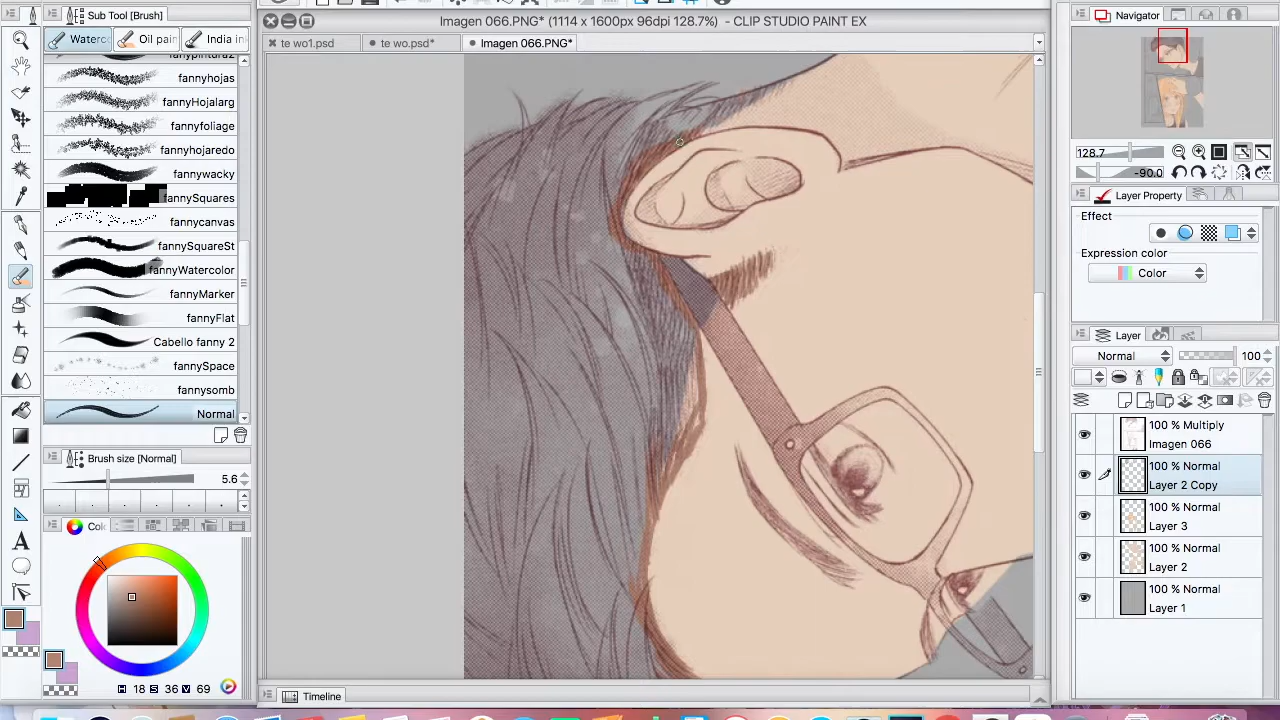 Sub Tool [Brush]
Imagen 066.PNG* (1114 x 1600px 96dpi 128.7%) - CLIP STUDIO PAINT EX
Navigator
Waterc
Oil pain
India in
te wo1.psd
te wo.psd*
Imagen 066.PNG*
fannypintura2
fannyhojas
fannyHojalarg
fannyfoliage
fannyhojaredo
fannywacky
fannySquares
fannycanvas
fannySquareSt
fannyWatercolor
fannyMarker
fannyFlat
Cabello fanny 2
fannySpace
fannysomb
Normal
Brush size [Normal]
5.6
Colo
H 18 S 36 V 69
128.7
-90.0
Layer Property
Effect
Expression color
Color
Layer
Normal
100
100 % Multiply
Imagen 066
100 % Normal
Layer 2 Copy
100 % Normal
Layer 3
100 % Normal
Layer 2
100 % Normal
Layer 1
Timeline